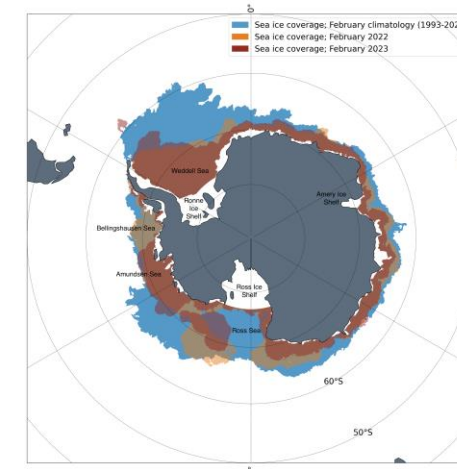 0°
Sea ice coverage; February climatology (1993-202
Sea ice coverage; February 2022
Sea ice coverage; February 2023
Weddell Sea
Amery Ice
Shelf
Ronne
Ice
Shelf
Bellingshausen Sea
Amundsen Sea
Ross Ice
Shelf
Ross Sea
60°S
50°S